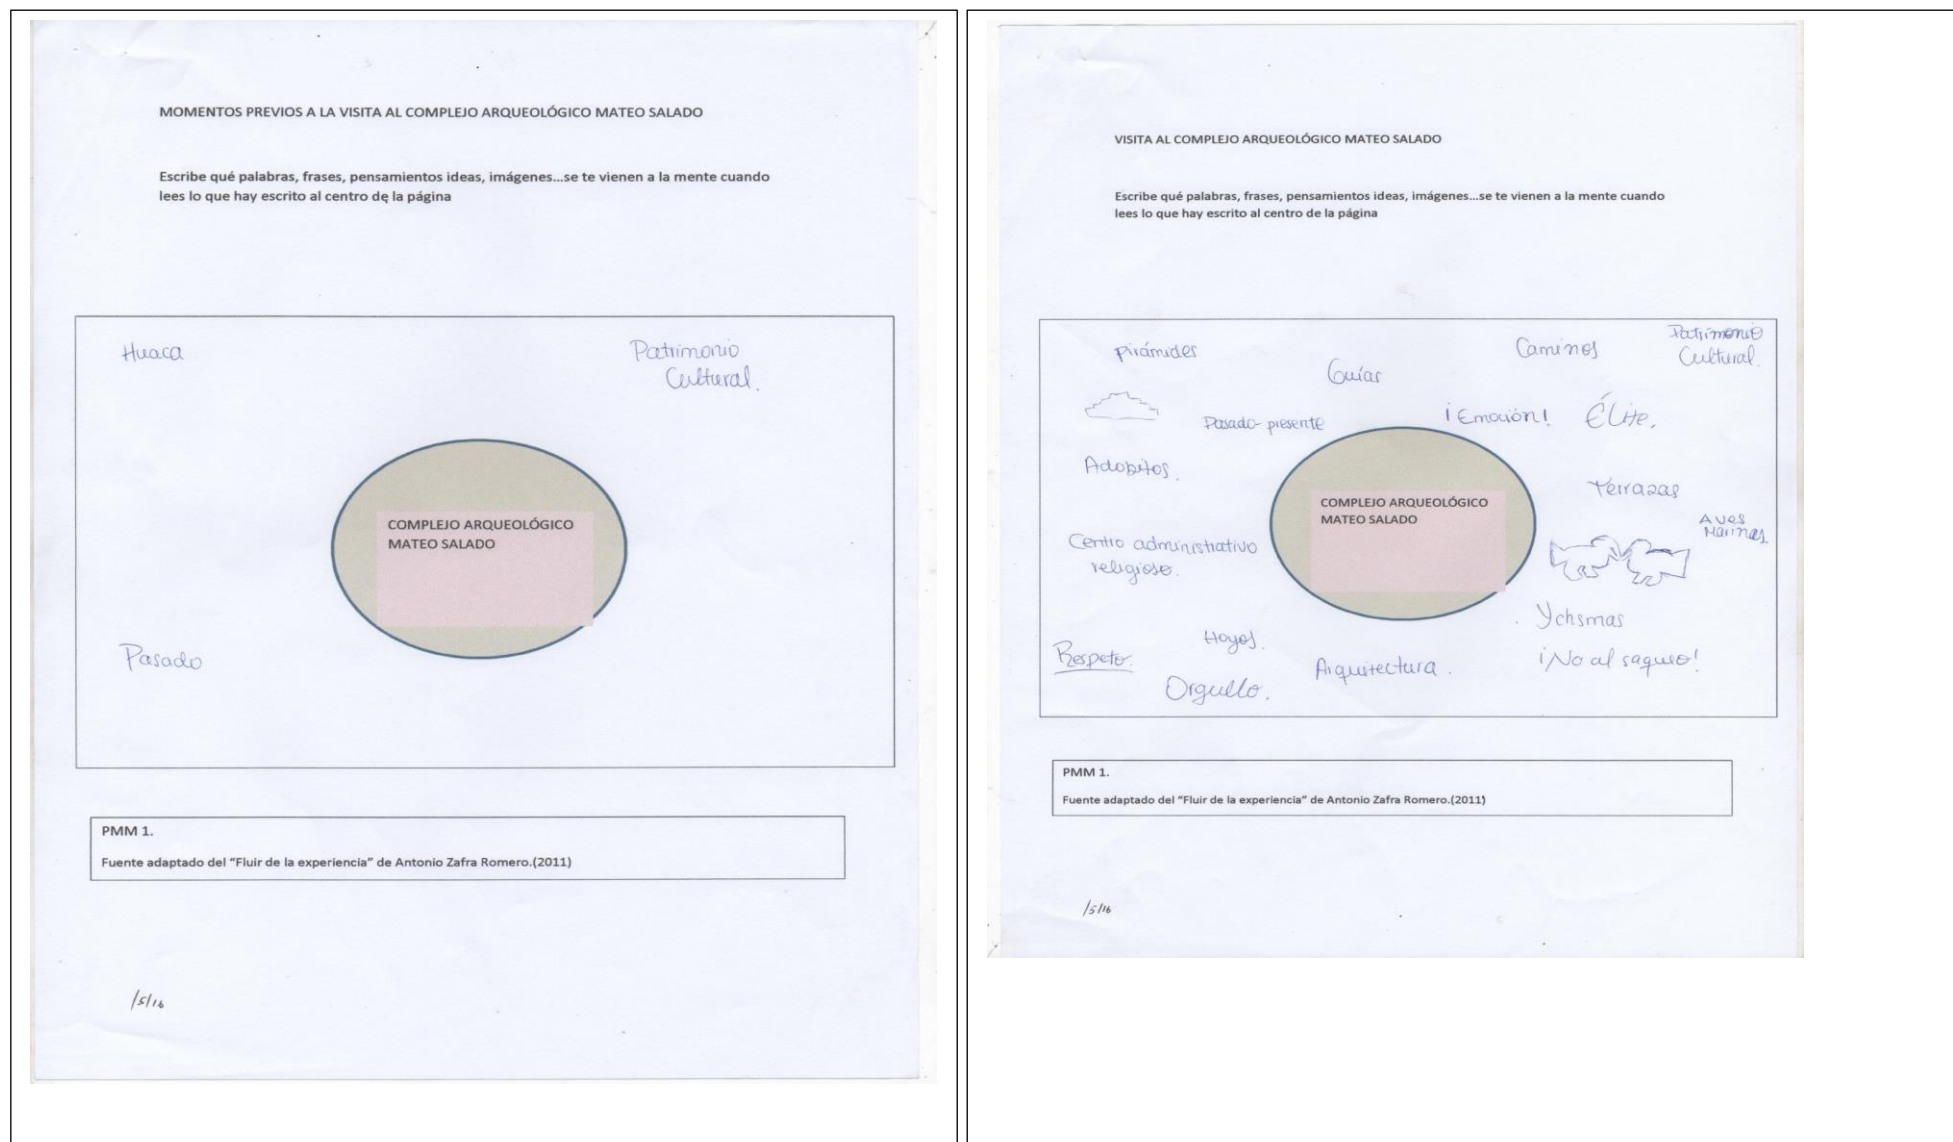 MOMENTOS PREVIOS A LA VISITA AL COMPLEJO ARQUEOLÓGICO MATEO SALADO
Escribe qué palabras, frases, pensamientos ideas, imágenes...se te vienen a la mente cuando
lees lo que hay escrito al centro de la página
Huaca
Patrimonio
Cultural.
COMPLEJO ARQUEOLÓGICO
MATEO SALADO
Pasado
PMM 1.
Fuente adaptado del “Fluir de la experiencia” de Antonio Zafra Romero.(2011)
/5/16
VISITA AL COMPLEJO ARQUEOLÓGICO MATEO SALADO
Escribe qué palabras, frases, pensamientos ideas, imágenes...se te vienen a la mente cuando
lees lo que hay escrito al centro de la página
Pirámides
Guías
Caminos
Patrimonio
Cultural.
Pasado-presente
¡Emoción!
Élite.
Adobitos.
Terrazas
COMPLEJO ARQUEOLÓGICO
MATEO SALADO
Aves
Marinas
Centro administrativo
religioso.
Ychsmas
Hoyos.
Respeto.
Orgullo.
Arquitectura.
¡No al saqueo!
PMM 1.
Fuente adaptado del “Fluir de la experiencia” de Antonio Zafra Romero.(2011)
/5/16